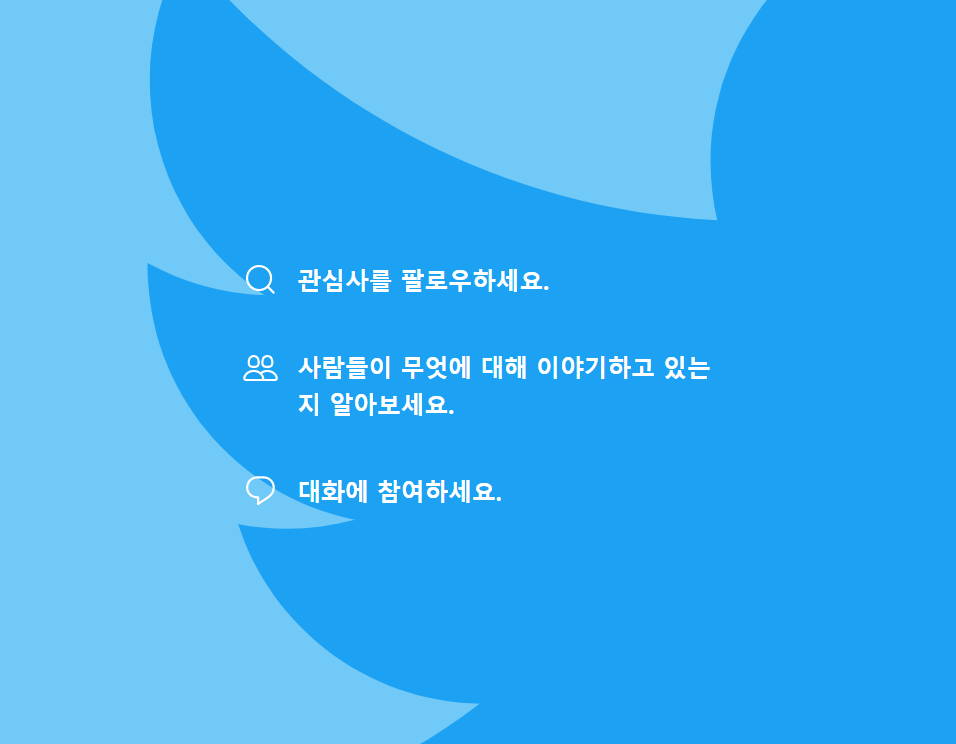 관심사를 팔로우하세요.
사람들이 무엇에 대해 이야기하고 있는
지 알아보세요.
대화에 참여하세요.